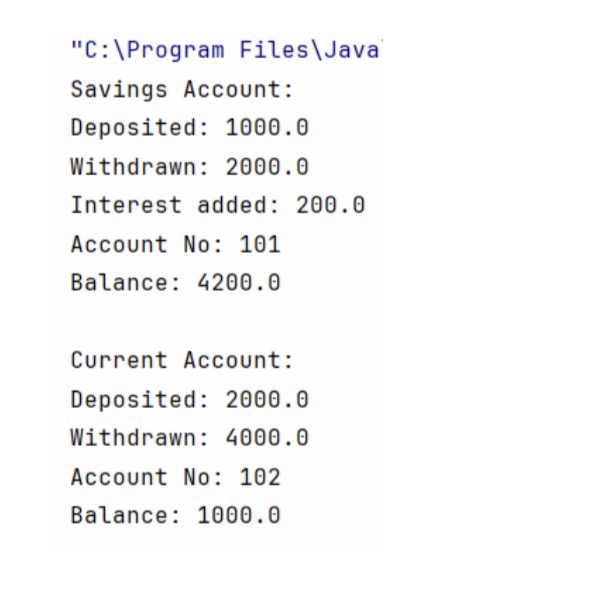 "C:\Program Files\Java
Savings Account:
Deposited: 1000.0
Withdrawn: 2000.0
Interest added: 200.0
Account No: 101
Balance: 4200.0
Current Account:
Deposited: 2000.0
Withdrawn: 4000.0
Account No: 102
Balance: 1000.0